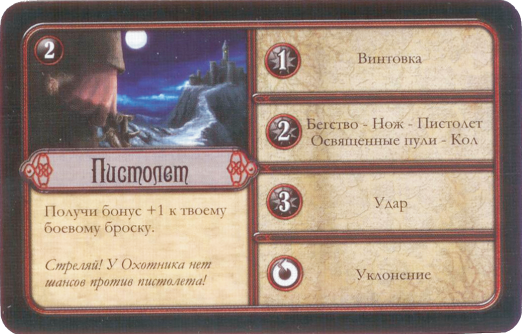 2
Пистолет
Получи бонус +1 к твоему
боевому броску.
Стреляй! У Охотника нет
шансов против пистолета!
1
Винтовка
2
Бегство - Нож - Пистолет
Освященные пули - Кол
3
Удар
Уклонение